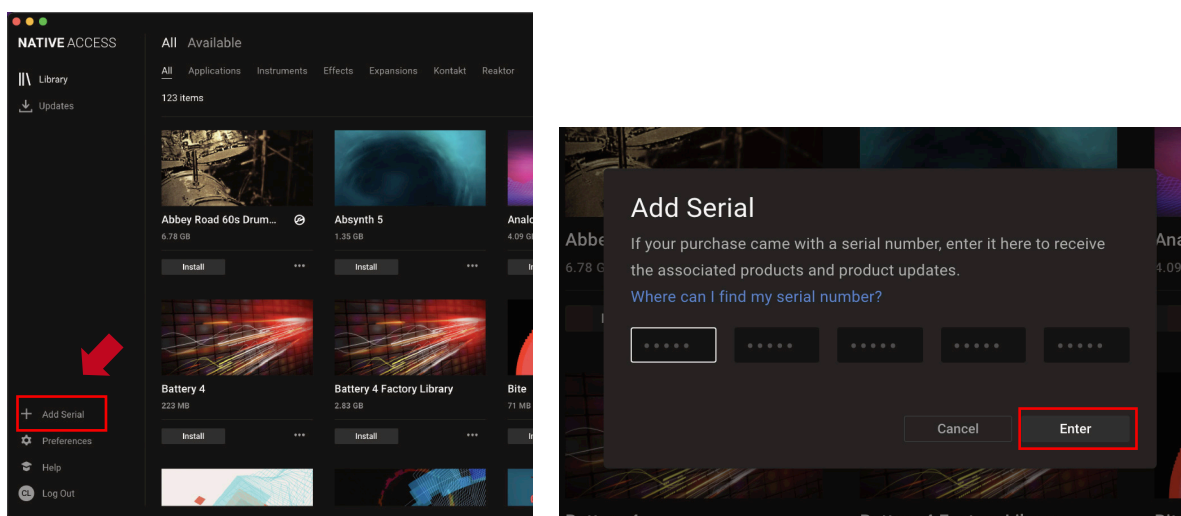 NATIVE ACCESS
All Available
Library
Updates
All Applications Instruments Effects Expansions Kontakt Reaktor
123 items
Abbey Road 60s Drum...
6.78 GB
Install
Absynth 5
1.35 GB
Install
Analo
4.09 GB
Battery 4
223 MB
Install
Battery 4 Factory Library
2.83 GB
Install
Bite
71 MB
Add Serial
Preferences
Help
CL Log Out
Abbe
6.78 G
Ana
4.09
Add Serial
If your purchase came with a serial number, enter it here to receive
the associated products and product updates.
Where can I find my serial number?
Cancel
Enter